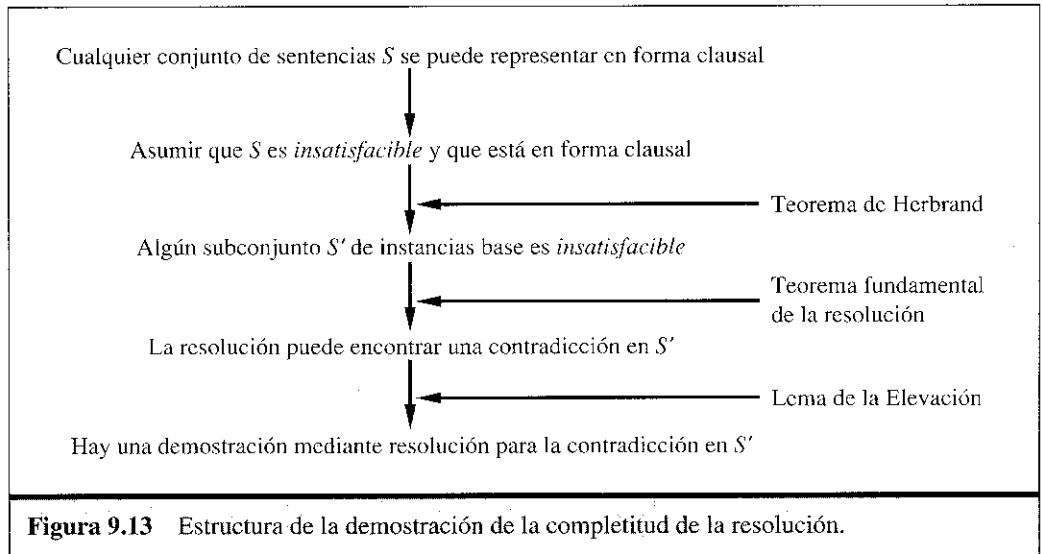 Cualquier conjunto de sentencias S se puede representar en forma clausal
Asumir que S es insatisfacible y que está en forma clausal
Teorema de Herbrand
Algún subconjunto S' de instancias base es insatisfacible
Teorema fundamental
de la resolución
La resolución puede encontrar una contradicción en S'
Lema de la Elevación
Hay una demostración mediante resolución para la contradicción en S'
Figura 9.13 Estructura de la demostración de la completitud de la resolución.